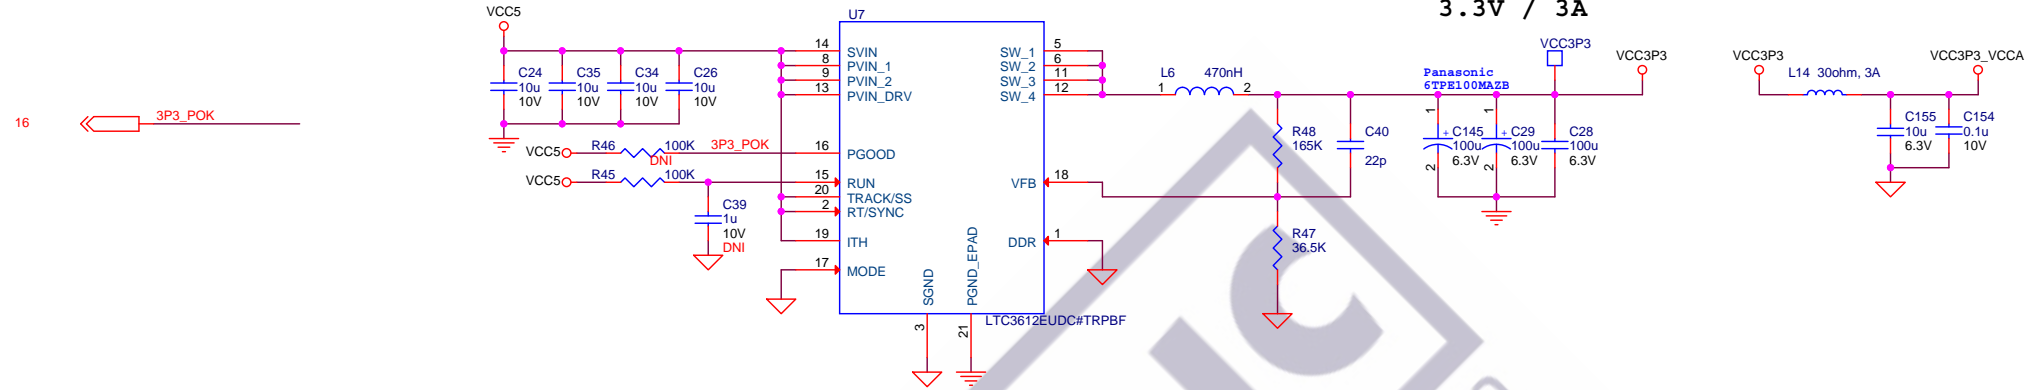 3.3V / 3A
VCC5
U7
VCC3P3
VCC3P3
VCC3P3
VCC3P3_VCCA
14 SVIN
8 PVIN_1
9 PVIN_2
13 PVIN_DRV
SW_1 5
SW_2 6
SW_3 11
SW_4 12
C24
10u
10V
C35
10u
10V
C34
10u
10V
C26
10u
10V
L6 470nH
1 2
Panasonic
6TPE100MAZB
L14 30ohm, 3A
16
3P3_POK
VCC5 R46 100K 3P3_POK
DNI
16 PGOOD
VCC5 R45 100K
15 RUN
20 TRACK/SS
2 RT/SYNC
19 ITH
17 MODE
VFB 18
DDR 1
C39
1u
10V
DNI
R48
165K
C40
22p
1
+ C145
100u
6.3V
2
1
+ C29
100u
6.3V
2
C28
100u
6.3V
C155
10u
6.3V
C154
0.1u
10V
R47
36.5K
SGND
PGND_EPAD
3
21
LTC3612EUDC#TRPBF
IC